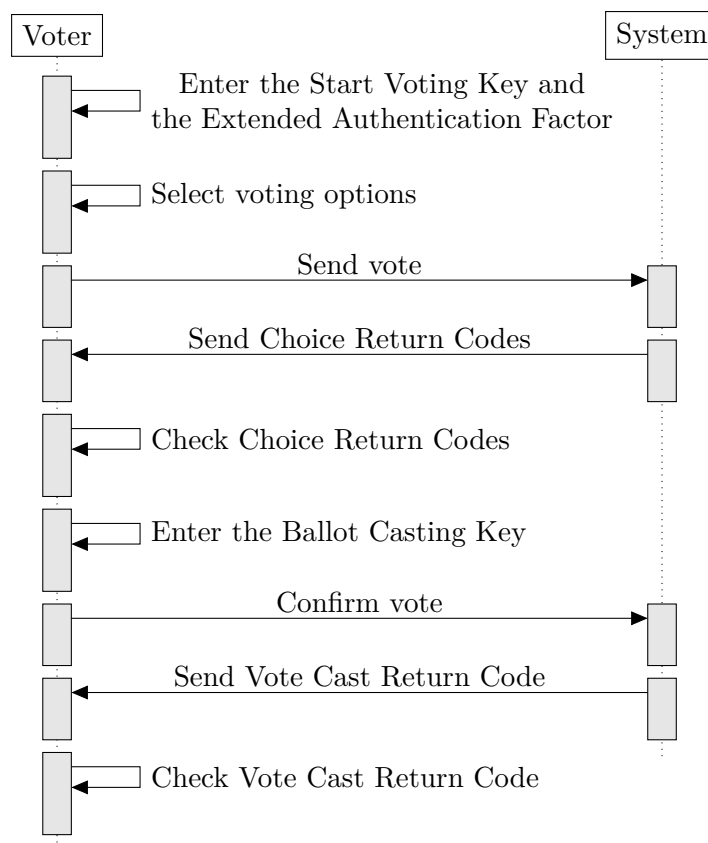 Voter
System
Enter the Start Voting Key and
the Extended Authentication Factor
Select voting options
Send vote
Send Choice Return Codes
Check Choice Return Codes
Enter the Ballot Casting Key
Confirm vote
Send Vote Cast Return Code
Check Vote Cast Return Code